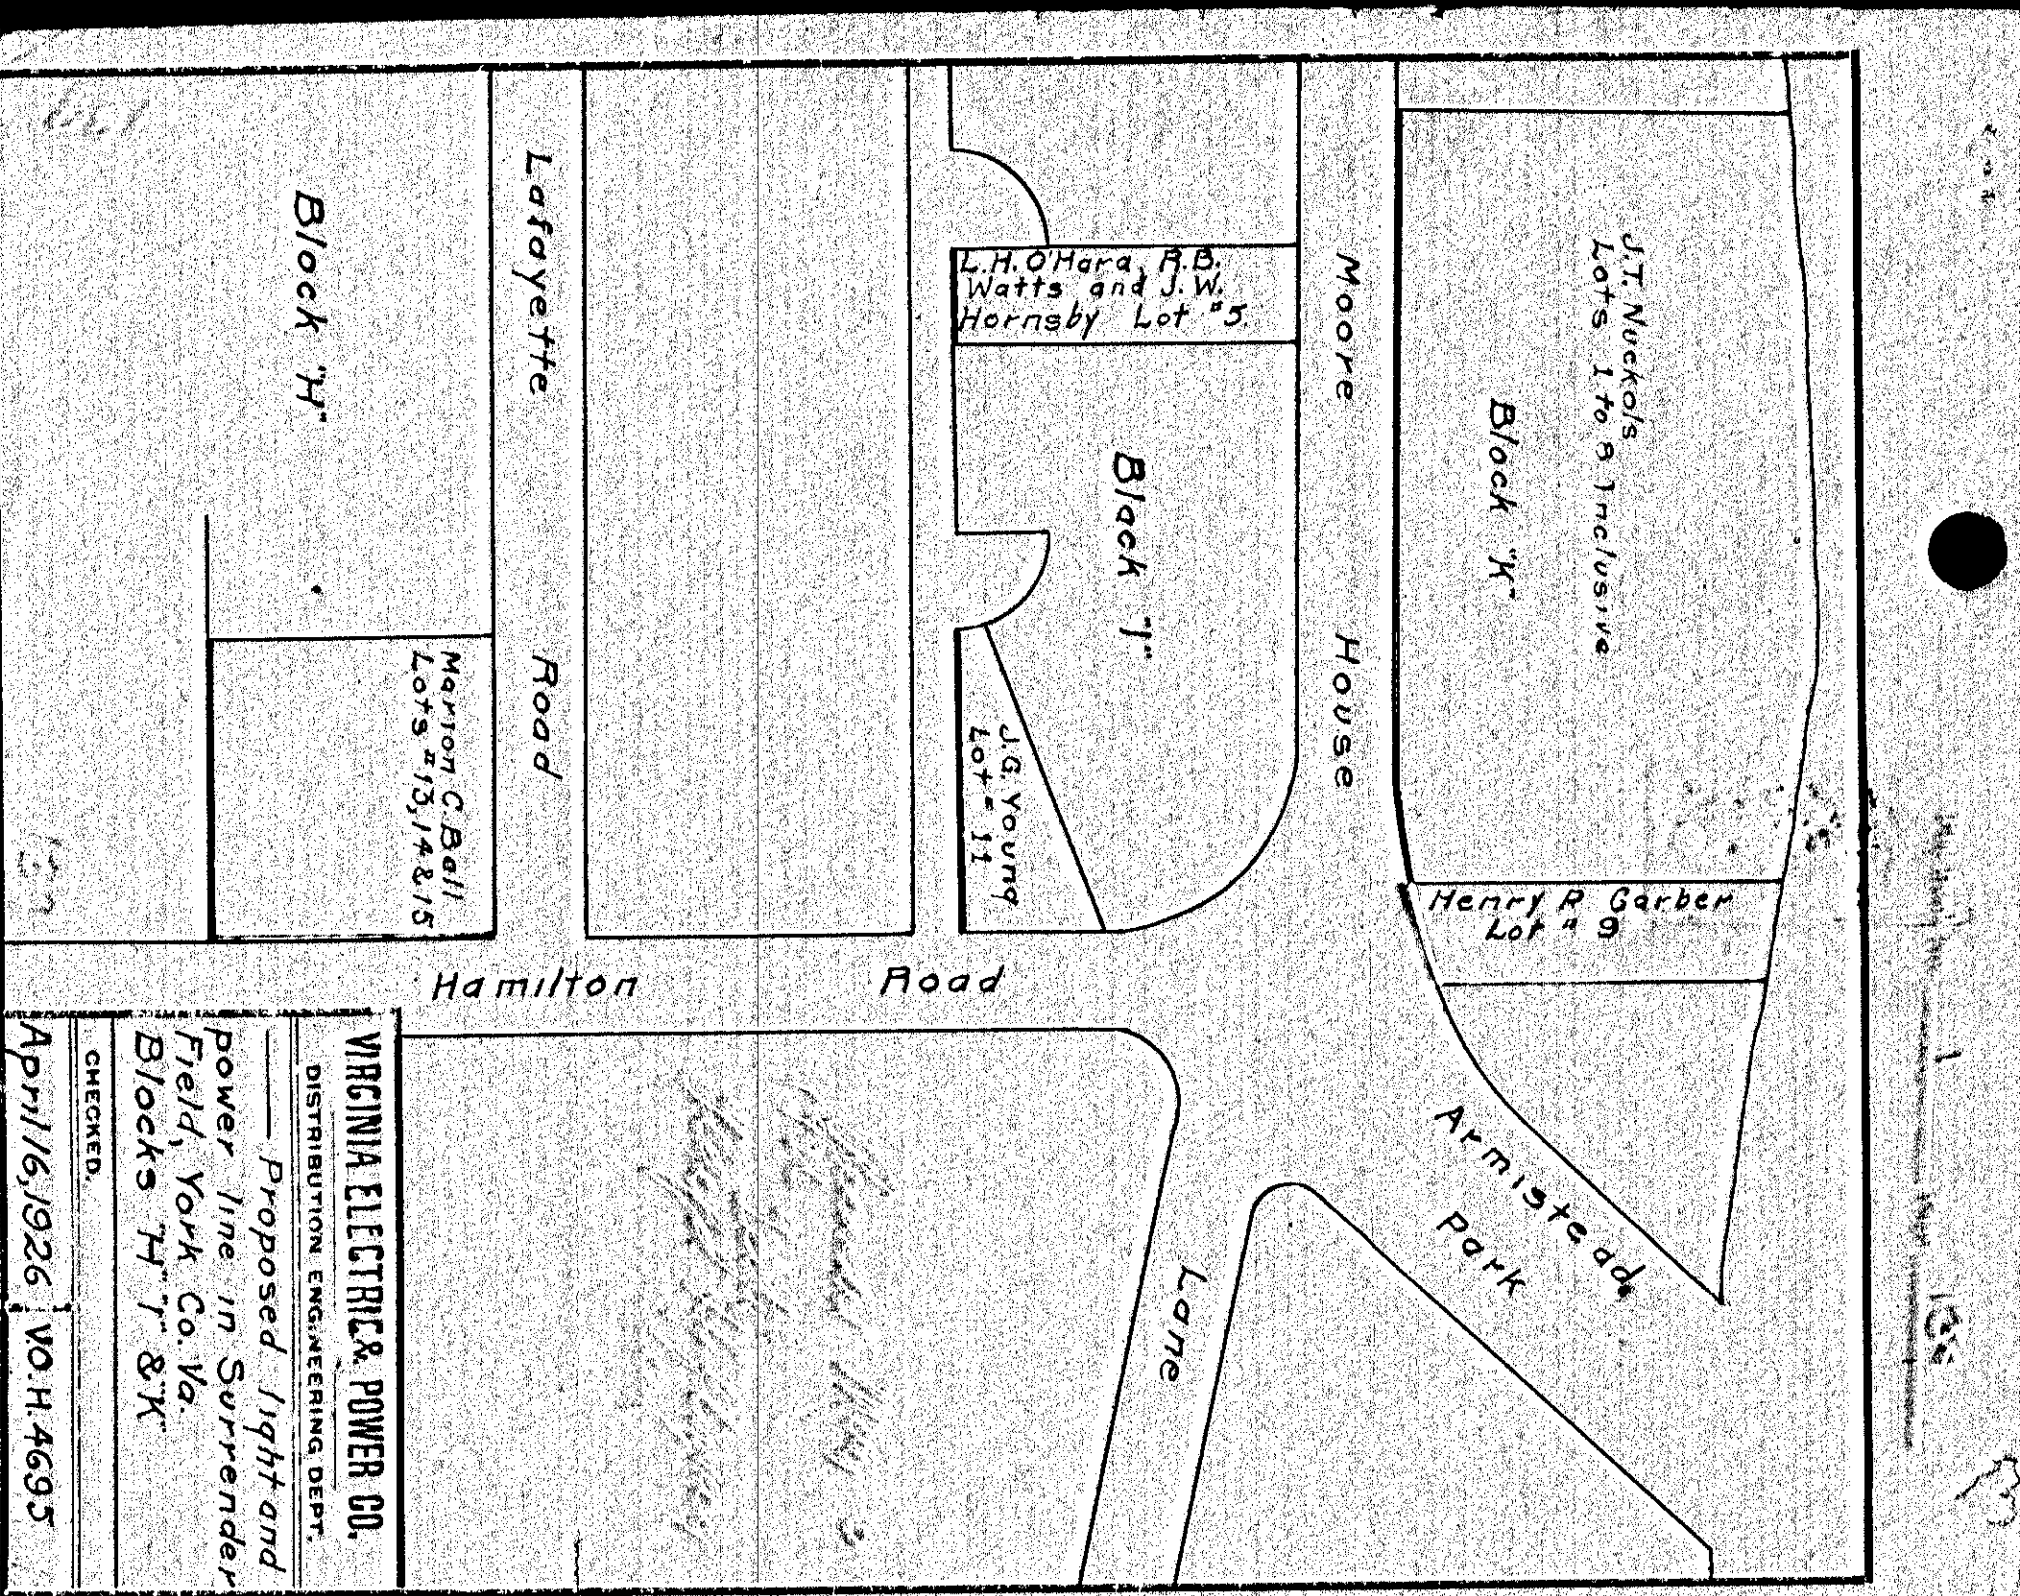 J.T. Nuckols
Lots 1 to 8 Inclusive
Block "K"
Henry R Garber
Lot # 9
Moore House
Armistead
Park
L.H. O'Hara, R.B.
Watts and J.W.
Hornsby Lot #5
Block "I"
J.G. Young
Lot # 11
Lane
Lafayette Road
Hamilton Road
Block "H"
Marion C. Ball
Lots #13, 14 & 15
VIRGINIA ELECTRIC & POWER CO.
DISTRIBUTION ENGINEERING DEPT.
—— Proposed light and
power line in Surrender
Field, York Co. Va.
Blocks "H" "I" & "K"
CHECKED.
April 16, 1926 WO. H. 4695